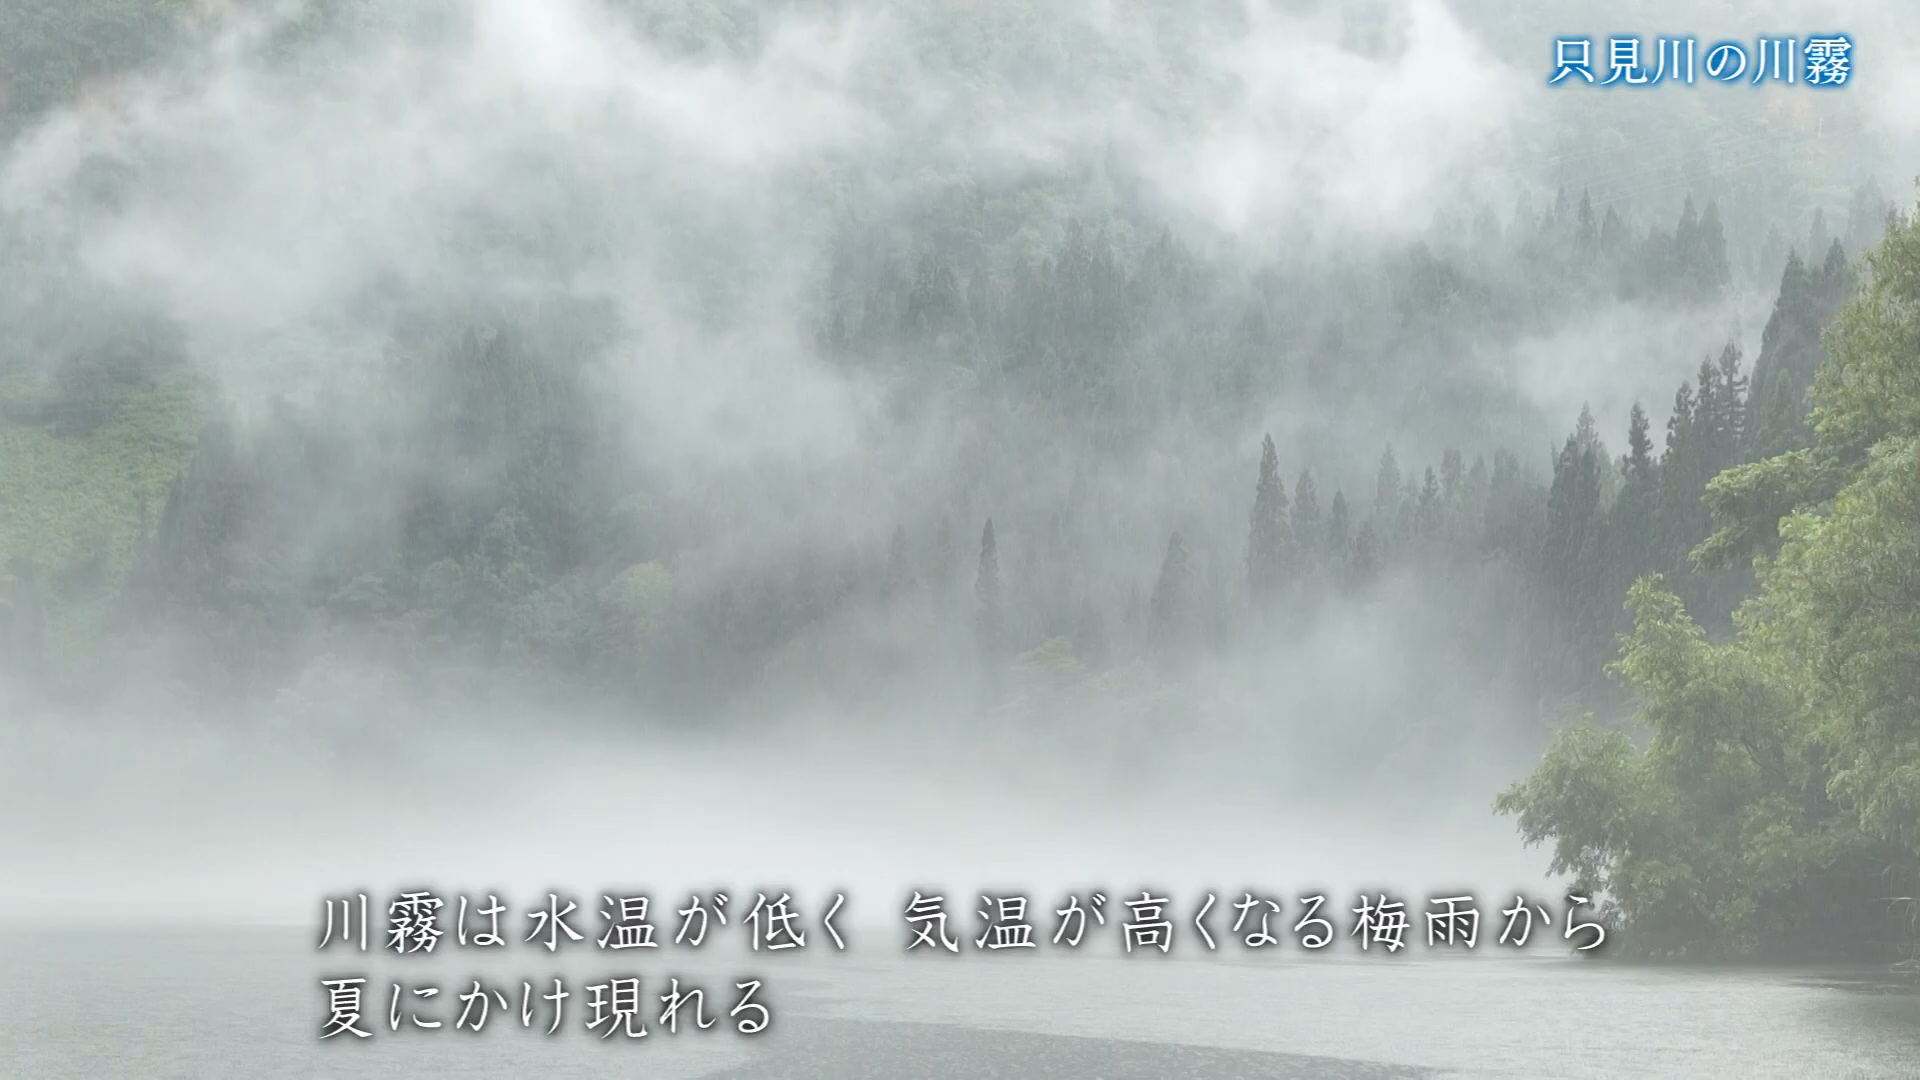 只見川の川霧
川霧は水温が低く 気温が高くなる梅雨から
夏にかけ現れる